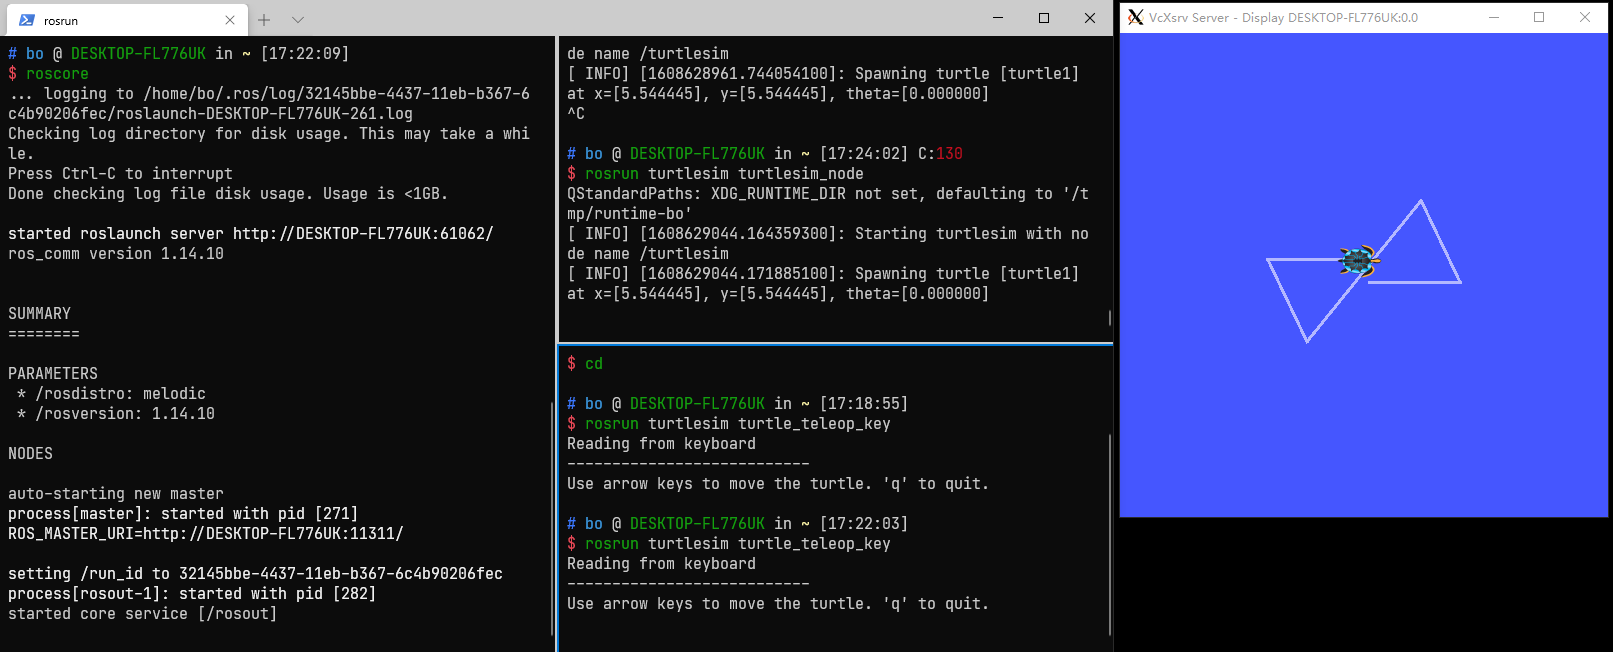 rosrun
# bo @ DESKTOP-FL776UK in ~ [17:22:09]
$ roscore
... logging to /home/bo/.ros/log/32145bbe-4437-11eb-b367-6
c4b90206fec/roslaunch-DESKTOP-FL776UK-261.log
Checking log directory for disk usage. This may take a whi
le.
Press Ctrl-C to interrupt
Done checking log file disk usage. Usage is <1GB.
started roslaunch server http://DESKTOP-FL776UK:61062/
ros_comm version 1.14.10
SUMMARY
========
PARAMETERS
* /rosdistro: melodic
* /rosversion: 1.14.10
NODES
auto-starting new master
process[master]: started with pid [271]
ROS_MASTER_URI=http://DESKTOP-FL776UK:11311/
setting /run_id to 32145bbe-4437-11eb-b367-6c4b90206fec
process[rosout-1]: started with pid [282]
started core service [/rosout]
de name /turtlesim
[ INFO] [1608628961.744054100]: Spawning turtle [turtle1]
at x=[5.544445], y=[5.544445], theta=[0.000000]
^C
# bo @ DESKTOP-FL776UK in ~ [17:24:02] C:130
$ rosrun turtlesim turtlesim_node
QStandardPaths: XDG_RUNTIME_DIR not set, defaulting to '/t
mp/runtime-bo'
[ INFO] [1608629044.164359300]: Starting turtlesim with no
de name /turtlesim
[ INFO] [1608629044.171885100]: Spawning turtle [turtle1]
at x=[5.544445], y=[5.544445], theta=[0.000000]
$ cd
# bo @ DESKTOP-FL776UK in ~ [17:18:55]
$ rosrun turtlesim turtle_teleop_key
Reading from keyboard
---------------------------
Use arrow keys to move the turtle. 'q' to quit.
# bo @ DESKTOP-FL776UK in ~ [17:22:03]
$ rosrun turtlesim turtle_teleop_key
Reading from keyboard
---------------------------
Use arrow keys to move the turtle. 'q' to quit.
VcXsrv Server - Display DESKTOP-FL776UK:0.0